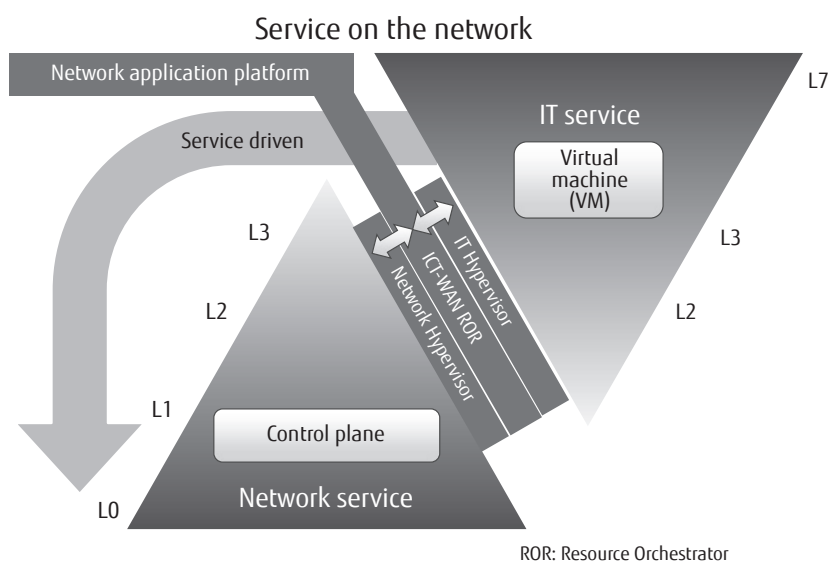 Service on the network
Network application platform
L7
IT service
Service driven
Virtual
machine
(VM)
L3
L3
IT Hypervisor
ICT-WAN ROR
Network Hypervisor
L2
L2
L1
Control plane
Network service
L0
ROR: Resource Orchestrator